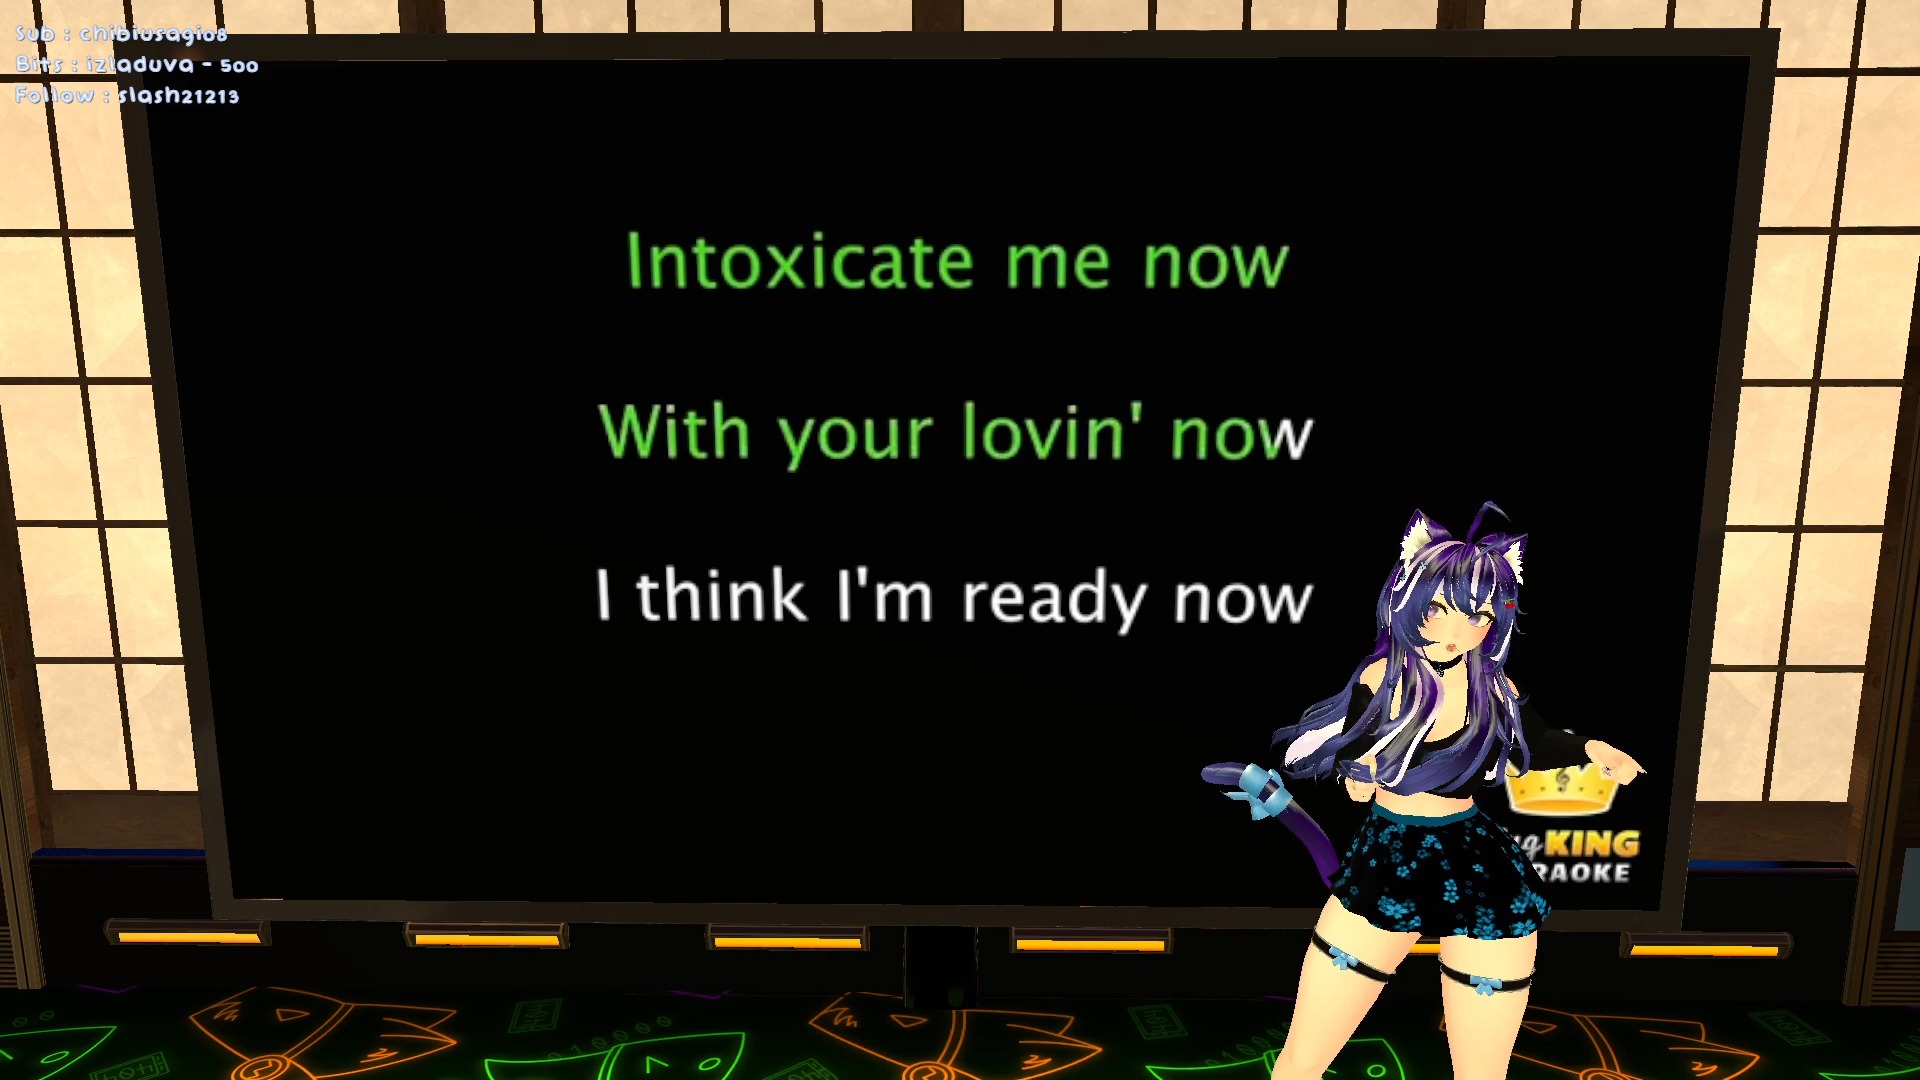 Sub : chibiusagi08
Bits : izladuva - 500
Follow : slash21213
Intoxicate me now
With your lovin' now
I think I'm ready now
KING
RAOKE